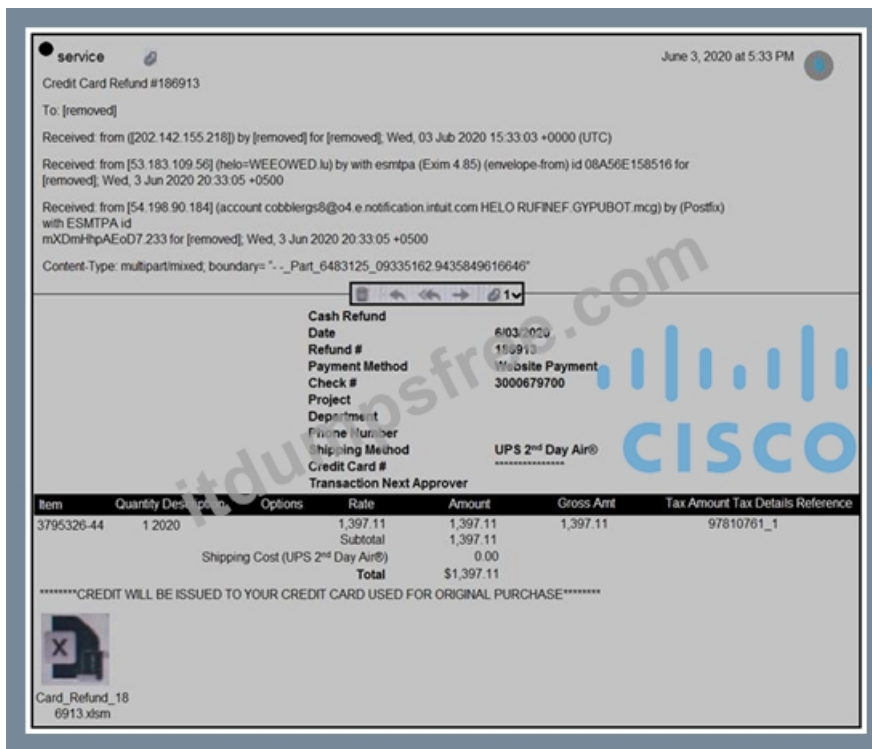 service
June 3, 2020 at 5:33 PM
S
Credit Card Refund #186913
To: [removed]
Received: from ([202.142.155.218]) by [removed] for [removed]; Wed, 03 Jub 2020 15:33:03 +0000 (UTC)
Received: from [53.183.109.56] (helo=WEEOWED.lu) by with esmtpa (Exim 4.85) (envelope-from) id 08A56E158516 for
[removed]; Wed, 3 Jun 2020 20:33:05 +0500
Received: from [54.198.90.184] (account cobblergs8@o4.e.notification.intuit.com HELO RUFINEF.GYPUBOT.mcg) by (Postfix)
with ESMTPA id
mXDmHhpAEoD7.233 for [removed]; Wed, 3 Jun 2020 20:33:05 +0500
Content-Type: multipart/mixed; boundary= "- -_Part_6483125_09335162.9435849616646"
1
Cash Refund
Date 6/03/2020
Refund # 186913
Payment Method Website Payment
Check # 3000679700
Project
Department
Phone Number
Shipping Method UPS 2nd Day Air®
Credit Card # ***************
Transaction Next Approver
CISCO
itdumpsfree.com
Item Quantity Description Options Rate Amount Gross Amt Tax Amount Tax Details Reference
3795326-44 1 2020 1,397.11 1,397.11 1,397.11 97810761_1
Subtotal 1,397.11
Shipping Cost (UPS 2nd Day Air®) 0.00
Total $1,397.11
********CREDIT WILL BE ISSUED TO YOUR CREDIT CARD USED FOR ORIGINAL PURCHASE********
X
Card_Refund_18
6913.xlsm